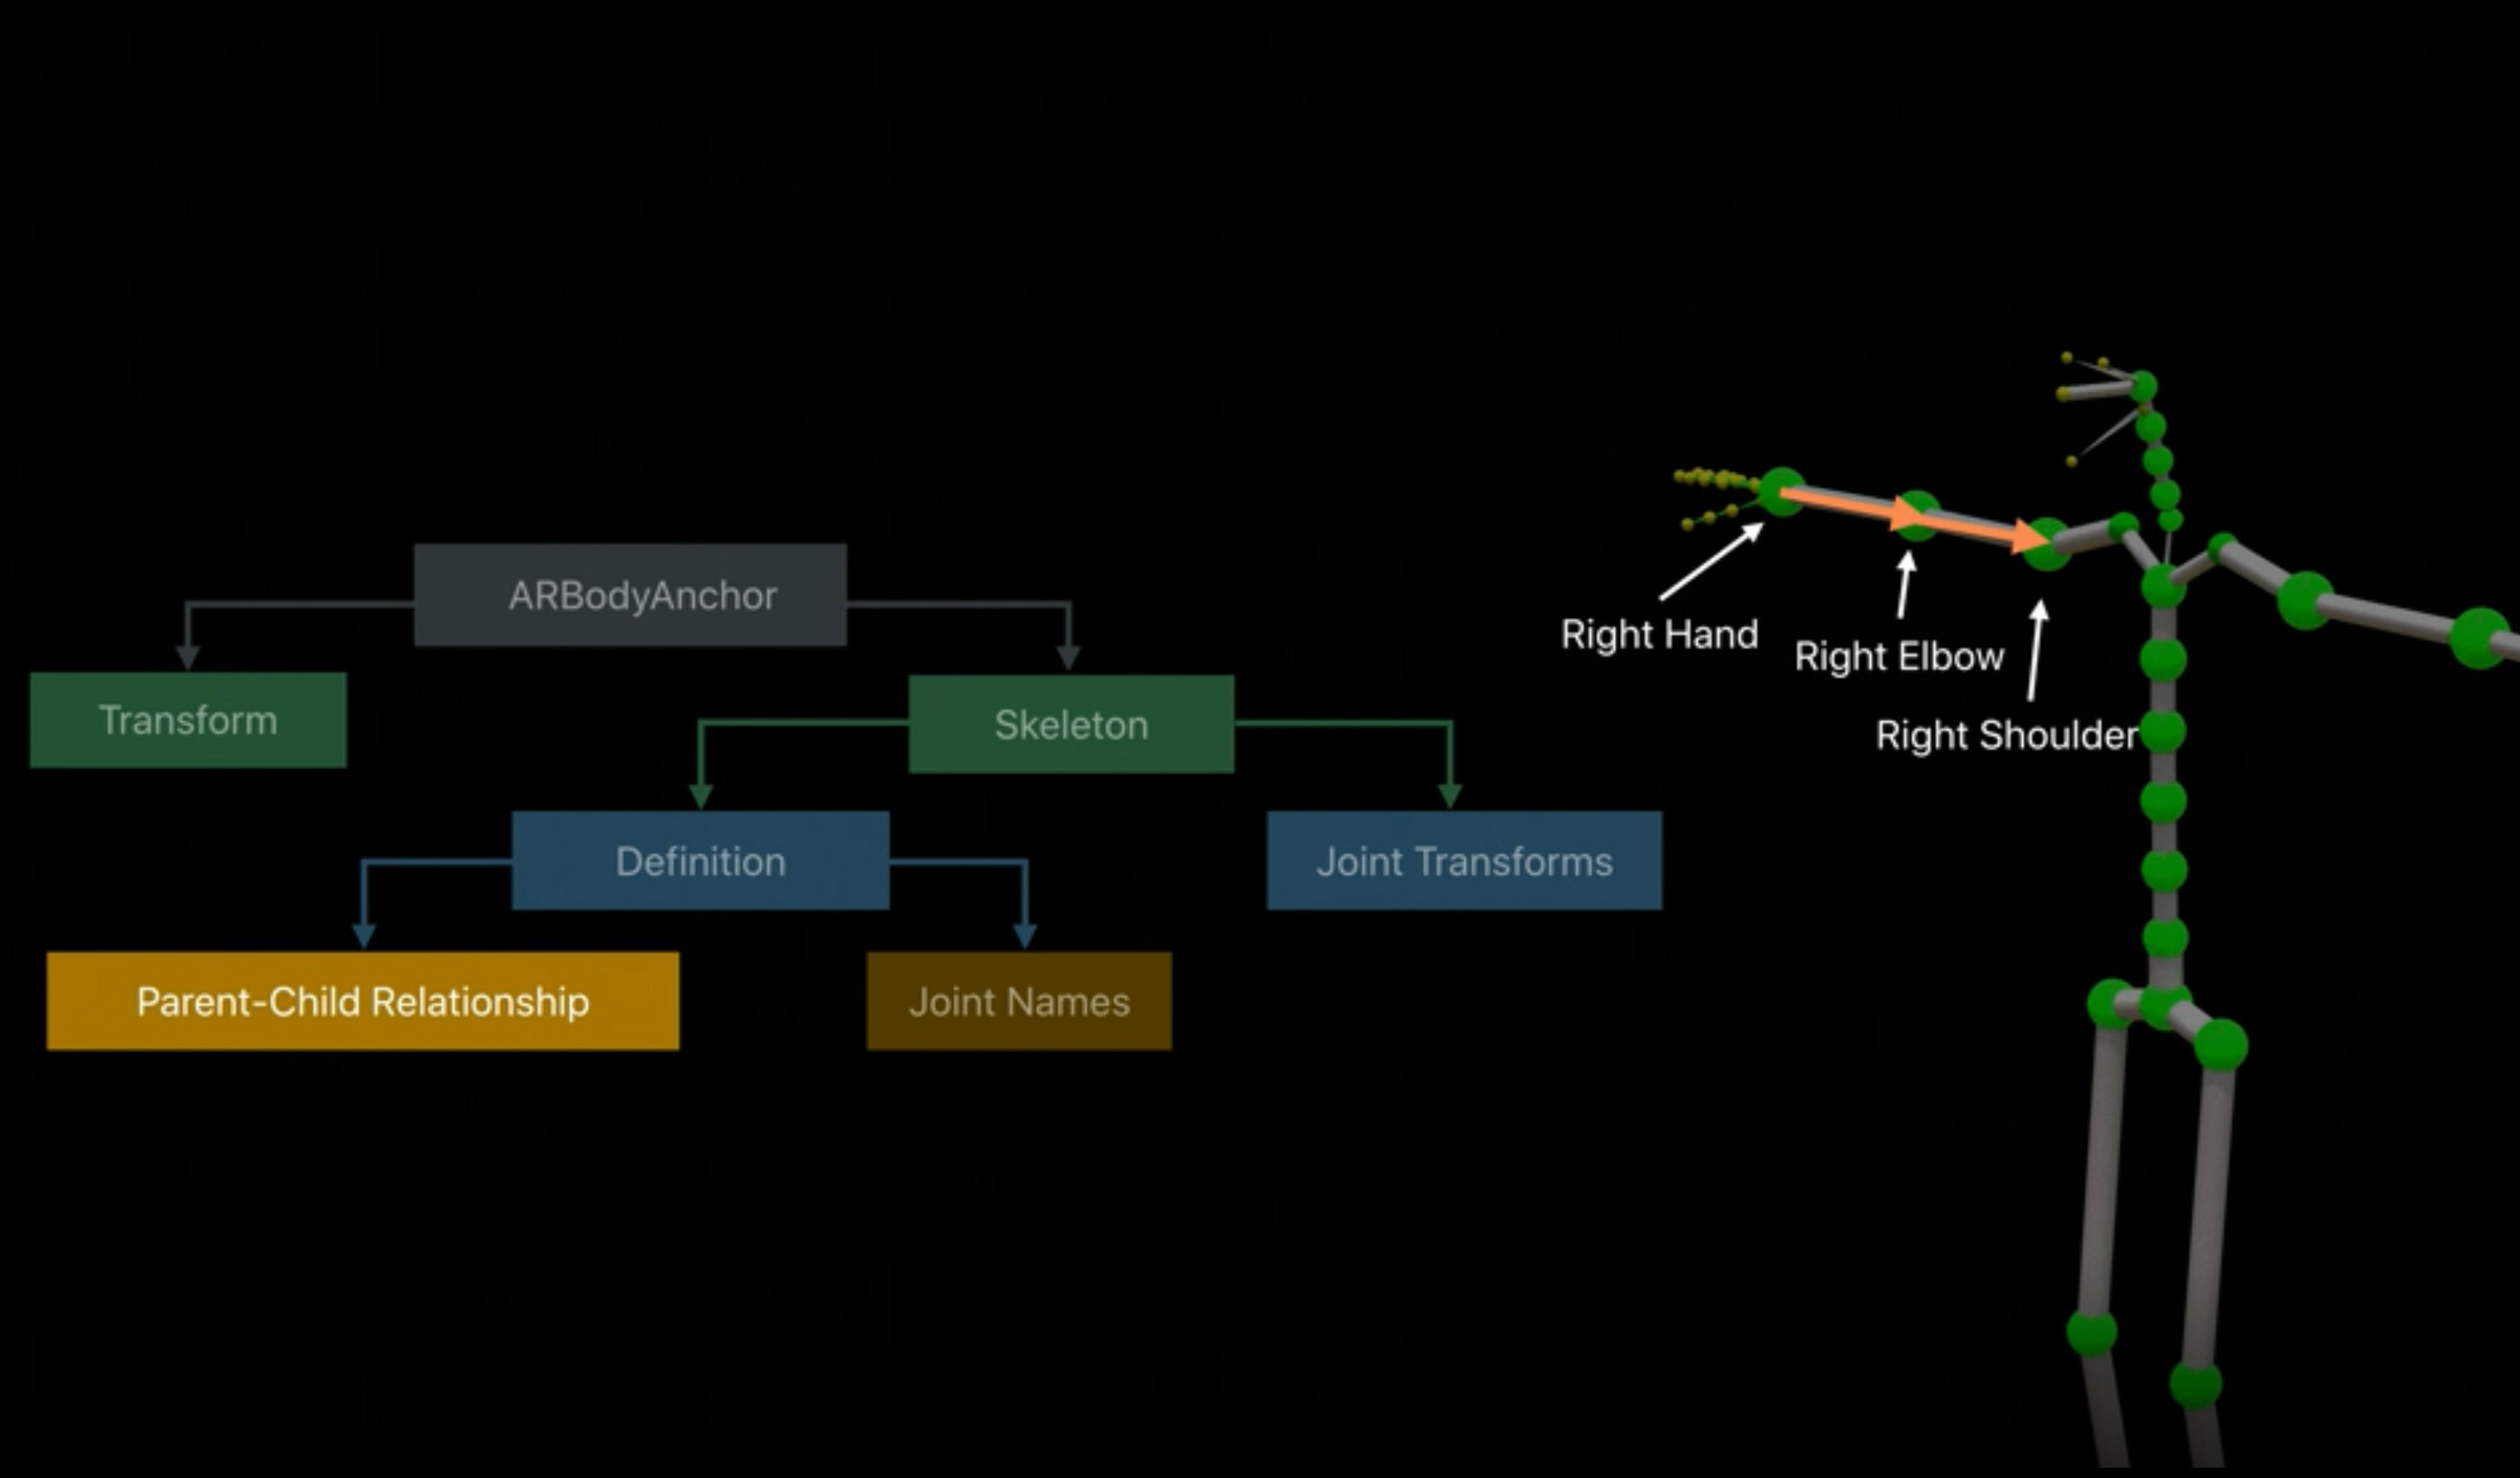 ARBodyAnchor
Transform
Skeleton
Definition
Joint Transforms
Parent-Child Relationship
Joint Names
Right Hand
Right Elbow
Right Shoulder